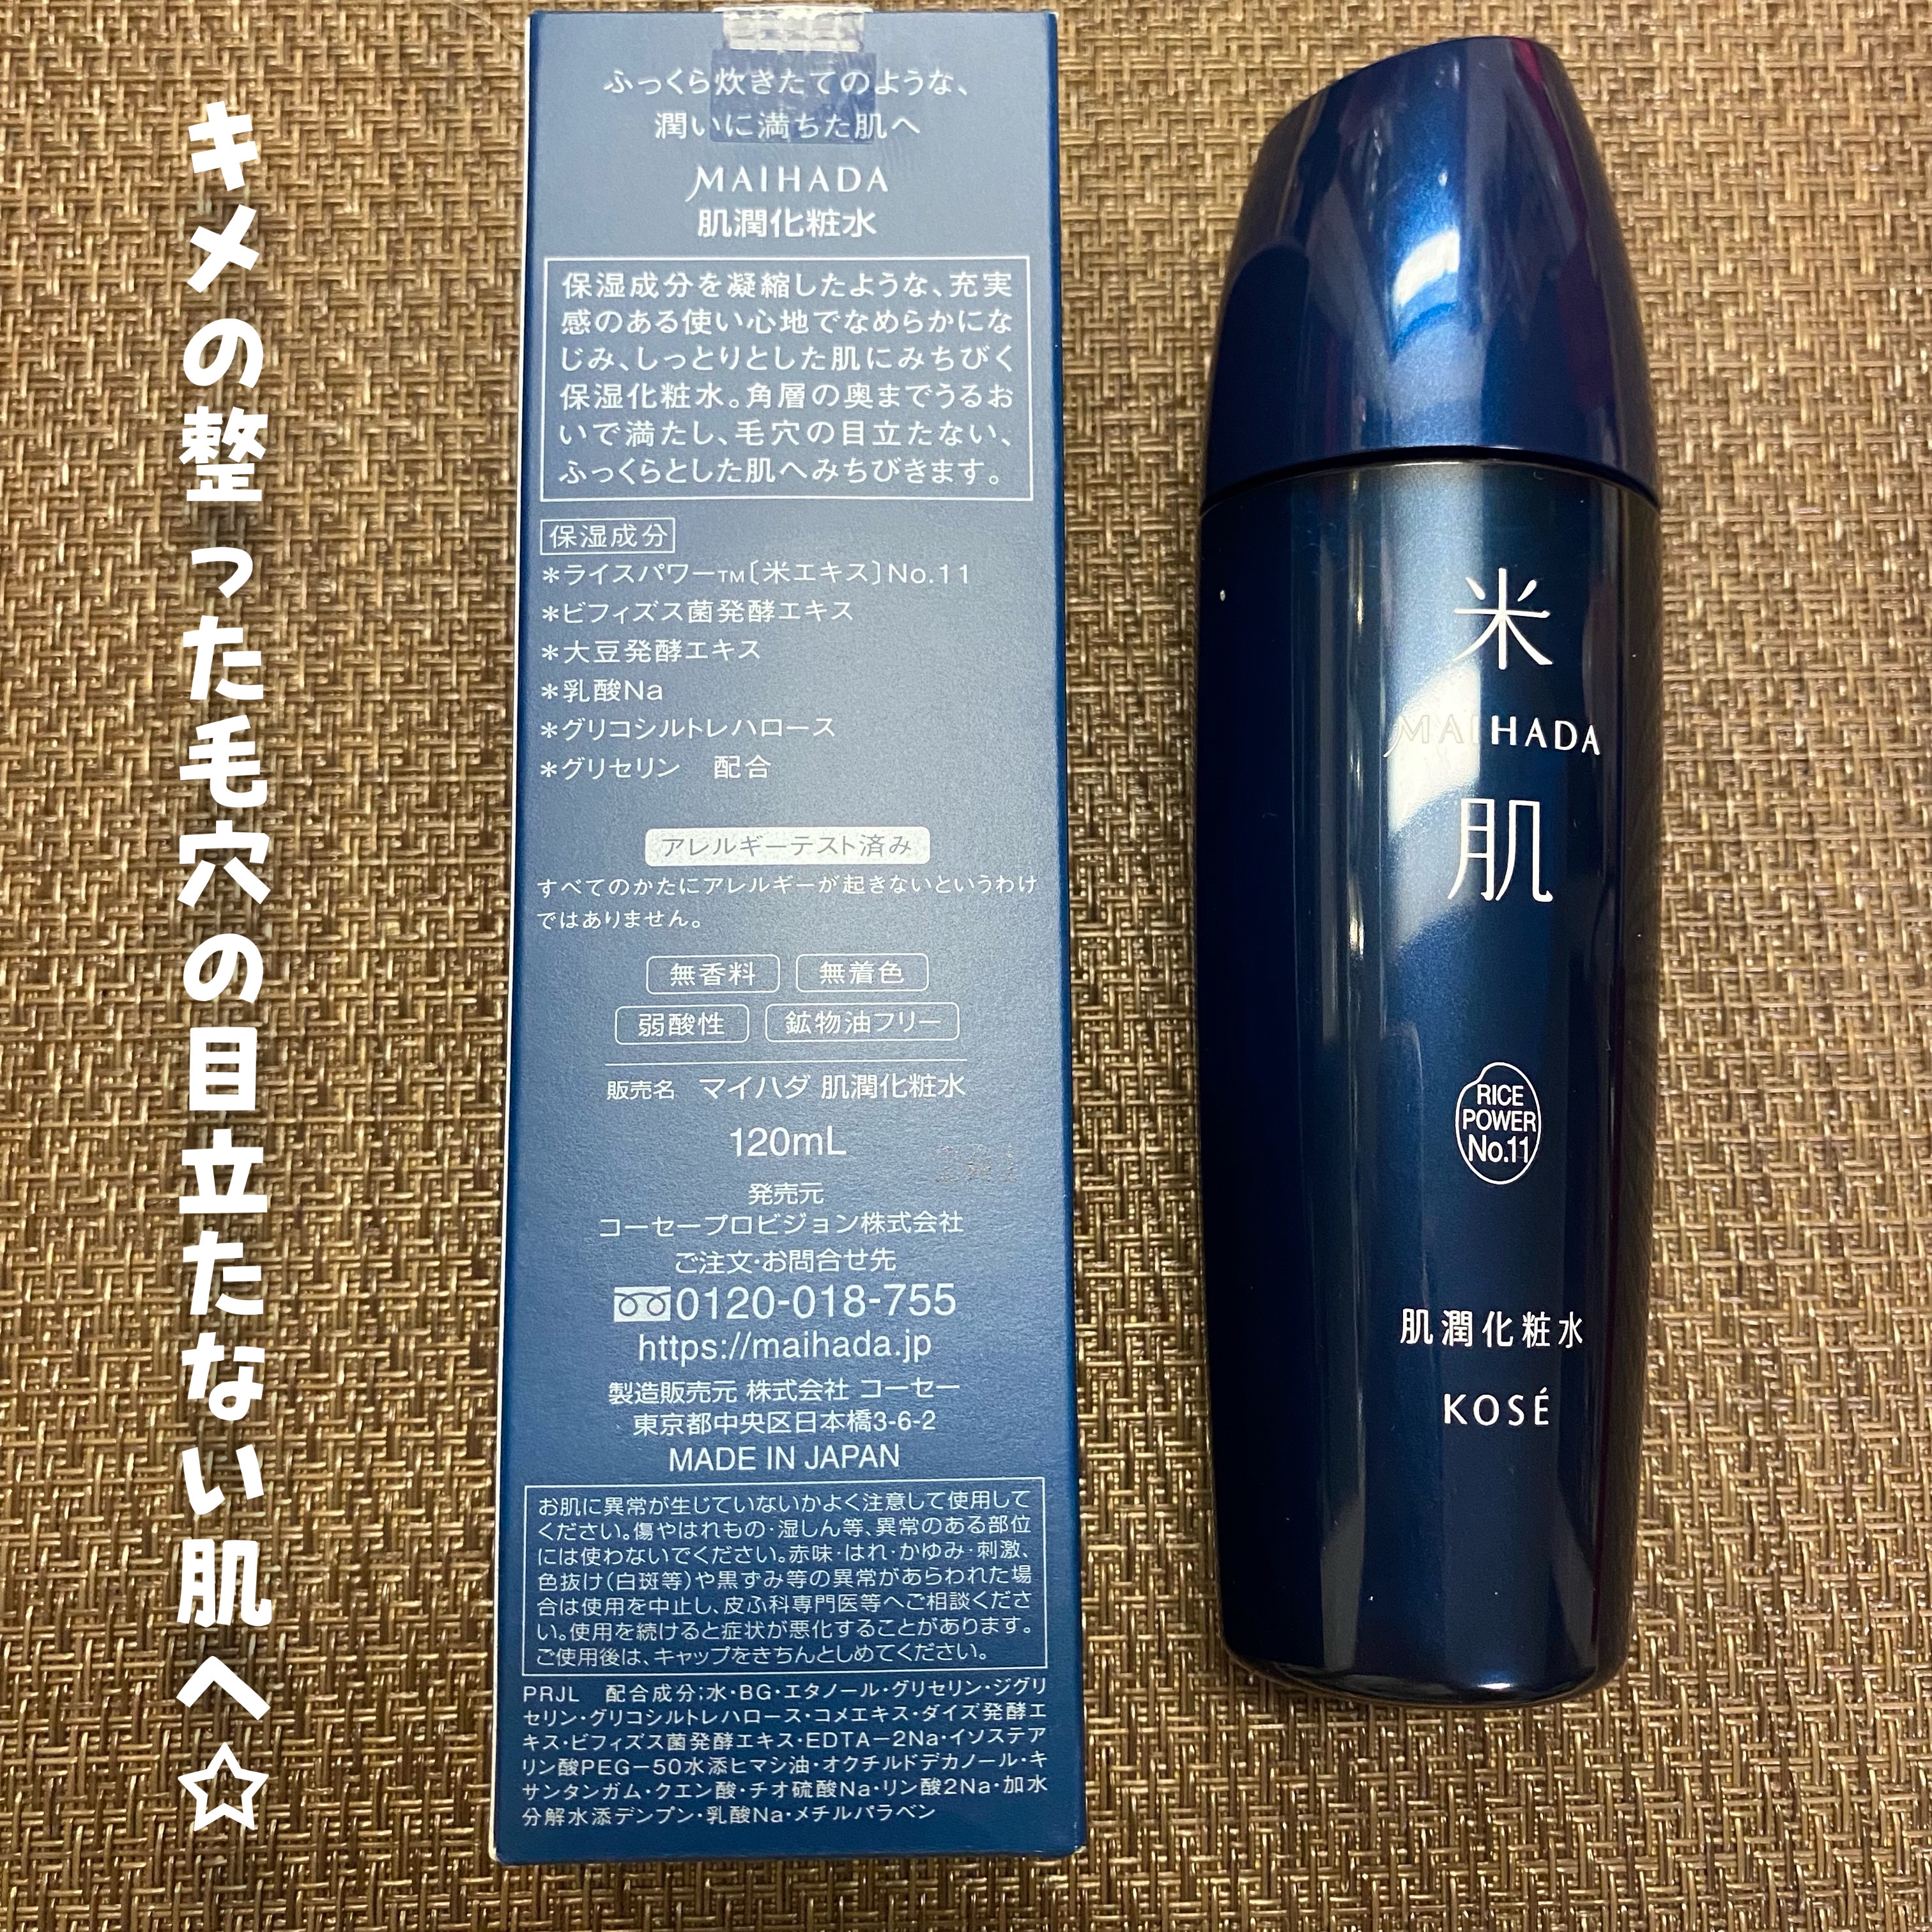 キメの整った毛穴の目立たない肌へ☆
ふっくら炊きたてのような、
潤いに満ちた肌へ
MAIHADA
肌潤化粧水
保湿成分を凝縮したような、充実
感のある使い心地でなめらかにな
じみ、しっとりとした肌にみちびく
保湿化粧水。角層の奥までうるお
いで満たし、毛穴の目立たない、
ふっくらとした肌へみちびきます。
保湿成分
*ライスパワー™〔米エキス〕No.11
*ビフィズス菌発酵エキス
*大豆発酵エキス
*乳酸Na
*グリコシルトレハロース
*グリセリン 配合
アレルギーテスト済み
すべてのかたにアレルギーが起きないというわけ
ではありません。
無香料 無着色
弱酸性 鉱物油フリー
販売名 マイハダ 肌潤化粧水
120mL
発売元
コーセープロビジョン株式会社
ご注文・お問合せ先
0120-018-755
https://maihada.jp
製造販売元 株式会社 コーセー
東京都中央区日本橋3-6-2
MADE IN JAPAN
お肌に異常が生じていないかよく注意して使用して
ください。傷やはれもの・湿しん等、異常のある部位
には使わないでください。赤味・はれ・かゆみ・刺激、
色抜け(白斑等)や黒ずみ等の異常があらわれた場
合は使用を中止し、皮ふ科専門医等へご相談くださ
い。使用を続けると症状が悪化することがあります。
ご使用後は、キャップをきちんとしめてください。
PRJL 配合成分;水・BG・エタノール・グリセリン・ジグリ
セリン・グリコシルトレハロース・コメエキス・ダイズ発酵エ
キス・ビフィズス菌発酵エキス・EDTA−2Na・イソステア
リン酸PEG−50水添ヒマシ油・オクチルドデカノール・キ
サンタンガム・クエン酸・チオ硫酸Na・リン酸2Na・加水
分解水添デンプン・乳酸Na・メチルパラベン
米
MAIHADA
肌
RICE
POWER
No.11
肌潤化粧水
KOSÉ